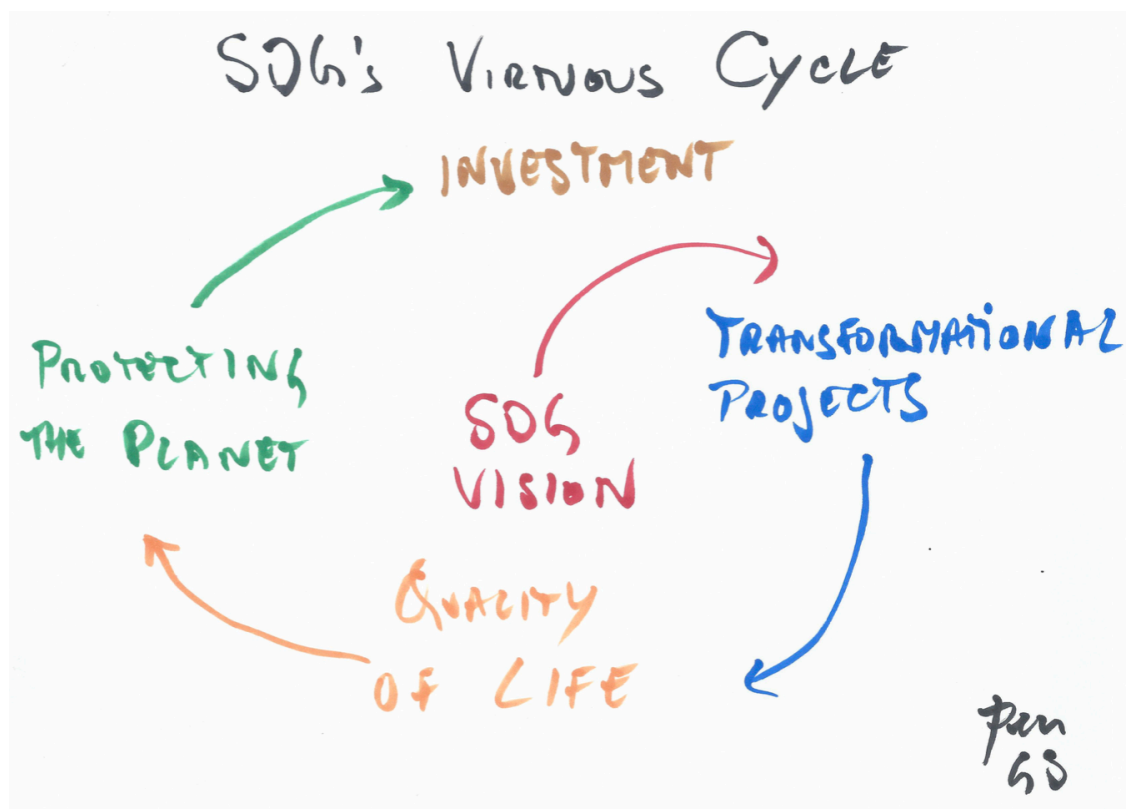 SDG's VIRTUOUS CYCLE
INVESTMENT
TRANSFORMATIONAL
PROJECTS
PROTECTING
THE PLANET
SDG
VISION
QUALITY
OF LIFE